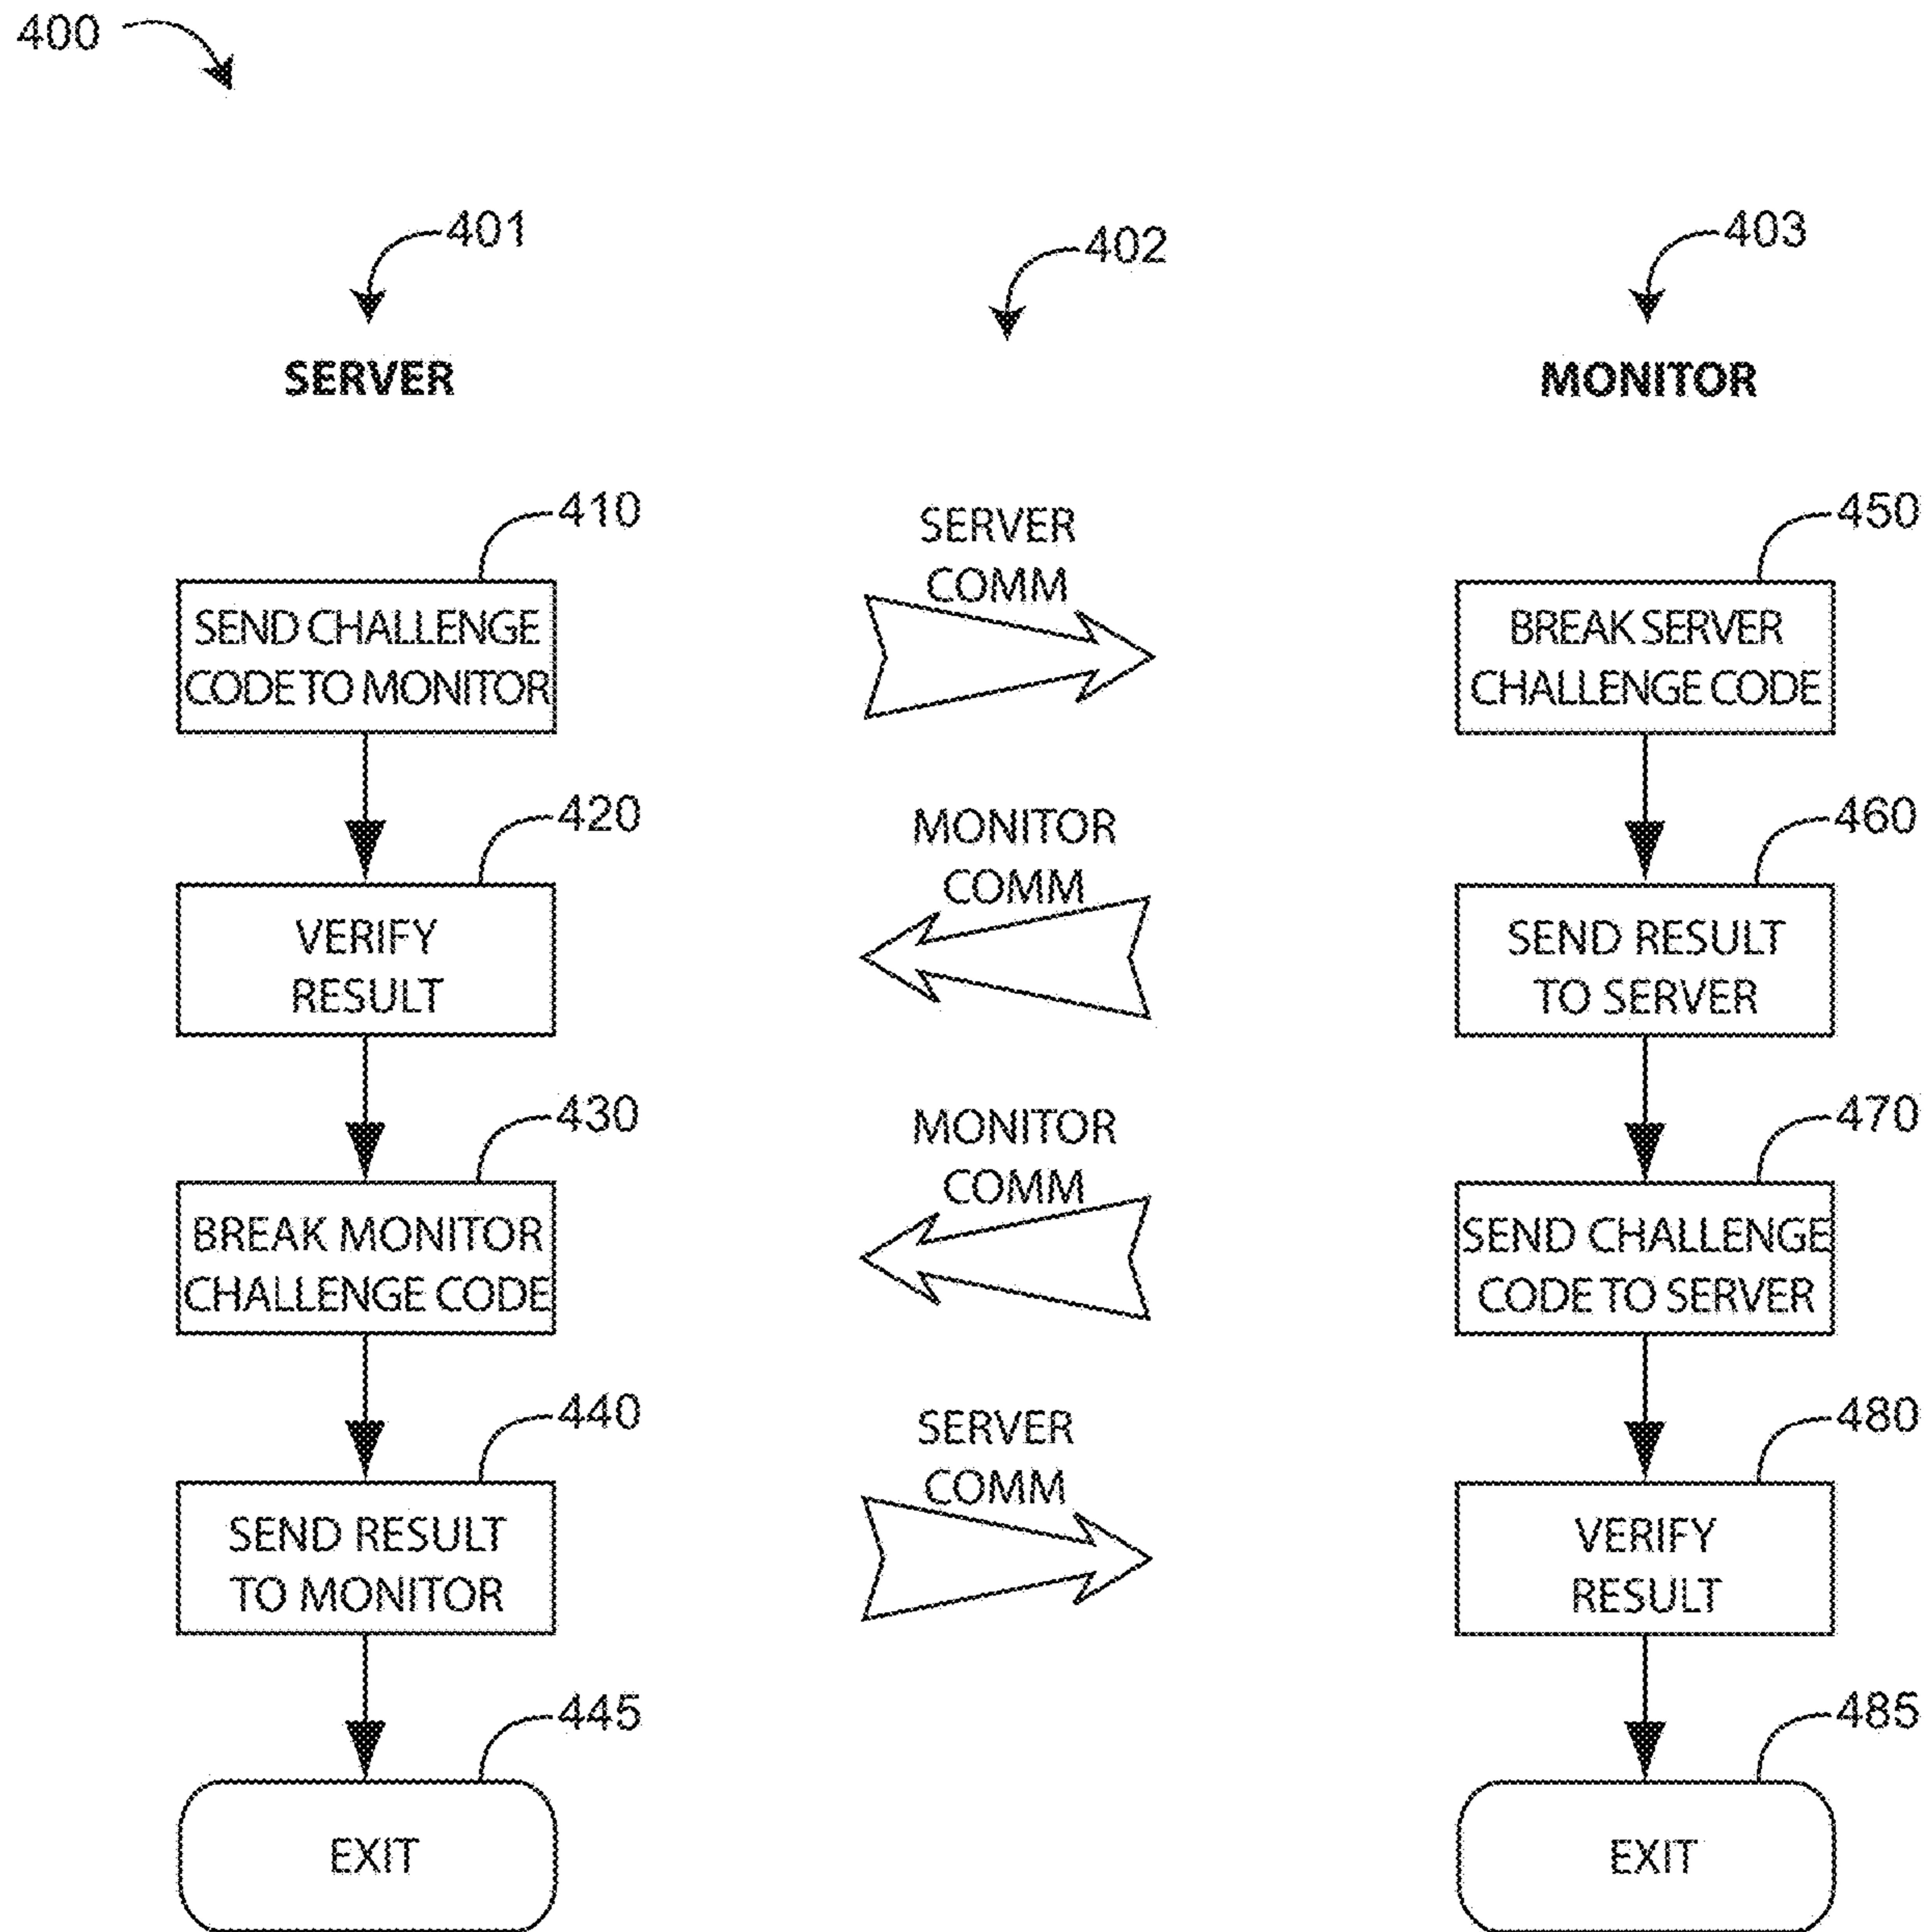 400
401
402
403
SERVER
MONITOR
410
SERVER
COMM
450
SEND CHALLENGE
CODE TO MONITOR
BREAK SERVER
CHALLENGE CODE
420
MONITOR
COMM
460
VERIFY
RESULT
SEND RESULT
TO SERVER
430
MONITOR
COMM
470
BREAK MONITOR
CHALLENGE CODE
SEND CHALLENGE
CODE TO SERVER
440
SERVER
COMM
480
SEND RESULT
TO MONITOR
VERIFY
RESULT
445
485
EXIT
EXIT